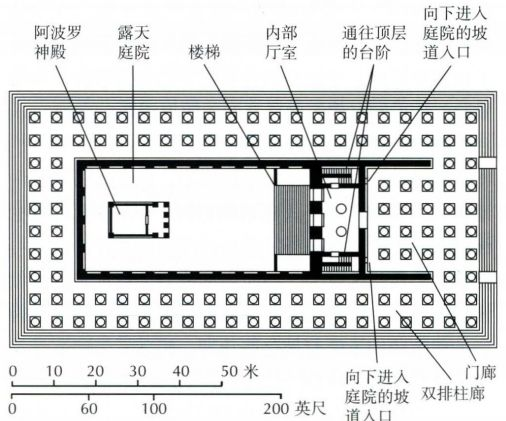 阿波罗
神殿
露天
庭院
楼梯
内部
厅室
通往顶层
的台阶
向下进入
庭院的坡
道入口
0 10 20 30 40 50 米
0 60 100 200 英尺
向下进入
庭院的坡
道入口
双排柱廊
门廊